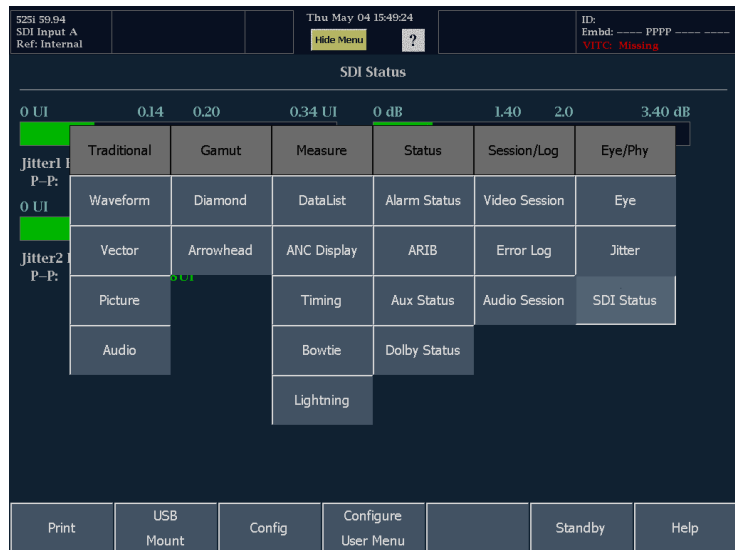 525i 59.94
SDI Input A
Ref: Internal
Thu May 04 15:49:24
Hide Menu
?
ID:
Embd: –––– PPPP –––– ––––
VITC: Missing
SDI Status
0 UI 0.14 0.20 0.34 UI 0 dB 1.40 2.0 3.40 dB
Jitter1
P–P:
0 UI
Jitter2
P–P:
UI
Traditional Gamut Measure Status Session/Log Eye/Phy
Waveform Diamond DataList Alarm Status Video Session Eye
Vector Arrowhead ANC Display ARIB Error Log Jitter
Picture Timing Aux Status Audio Session SDI Status
Audio Bowtie Dolby Status
Lightning
Print
USB
Mount
Config
Configure
User Menu
Standby
Help